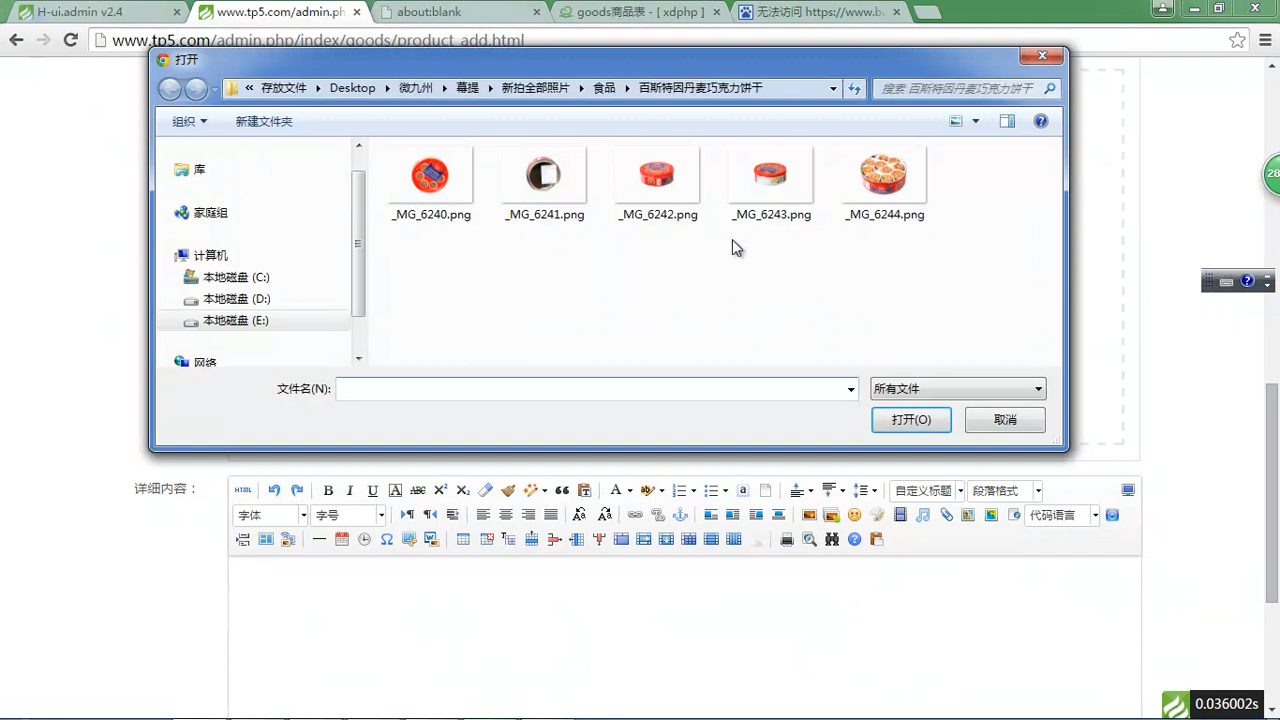 H-ui.admin v2.4
www.tp5.com/admin.ph
about:blank
goods商品表 - [ xdphp ]
无法访问 https://www.b
www.tp5.com/admin.php/index/goods/product_add.html
打开
« 存放文件 Desktop 微九州 幕提 新拍全部照片 食品 百斯特因丹麦巧克力饼干
搜索 百斯特因丹麦巧克力饼干
组织 新建文件夹
库
家庭组
计算机
本地磁盘 (C:)
本地磁盘 (D:)
本地磁盘 (E:)
网络
_MG_6240.png
_MG_6241.png
_MG_6242.png
_MG_6243.png
_MG_6244.png
28
文件名(N):
所有文件
打开(O)
取消
详细内容：
HTML
B I U A ABC X² X₂
自定义标题
段落格式
字体
字号
代码语言
0.036002s